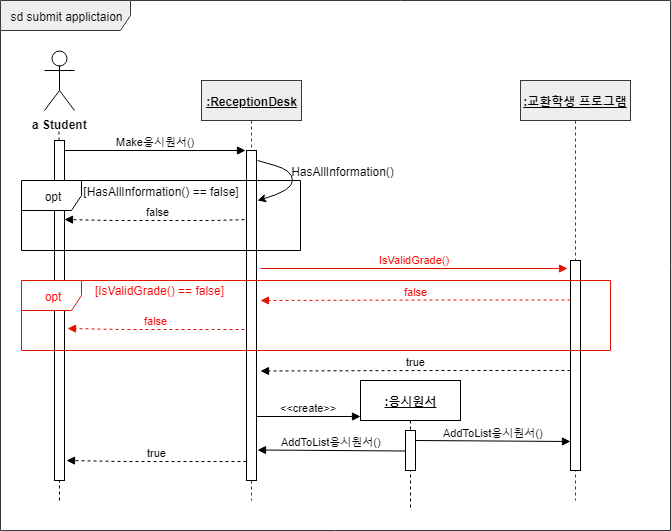 sd submit applictaion
a Student
:ReceptionDesk
:교환학생 프로그램
Make응시원서()
HasAllInformation()
opt
[HasAllInformation() == false]
false
IsValidGrade()
opt
[IsValidGrade() == false]
false
false
true
<<create>>
:응시원서
AddToList응시원서()
AddToList응시원서()
true